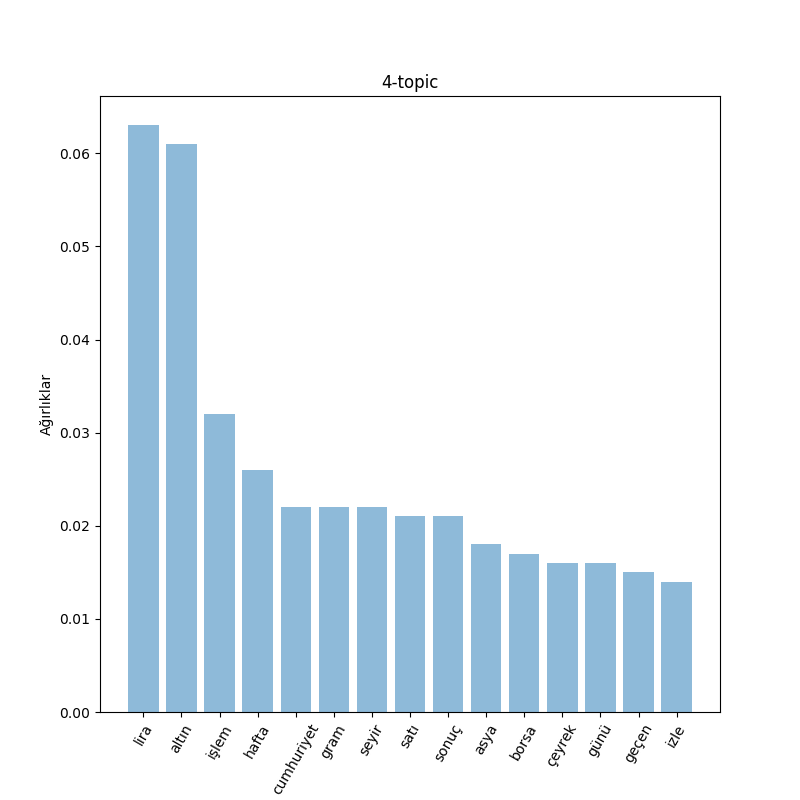 4-topic
Ağırlıklar
0.06
0.05
0.04
0.03
0.02
0.01
0.00
lira
altın
işlem
hafta
cumhuriyet
gram
seyir
satı
sonuç
asya
borsa
çeyrek
günü
geçen
izle